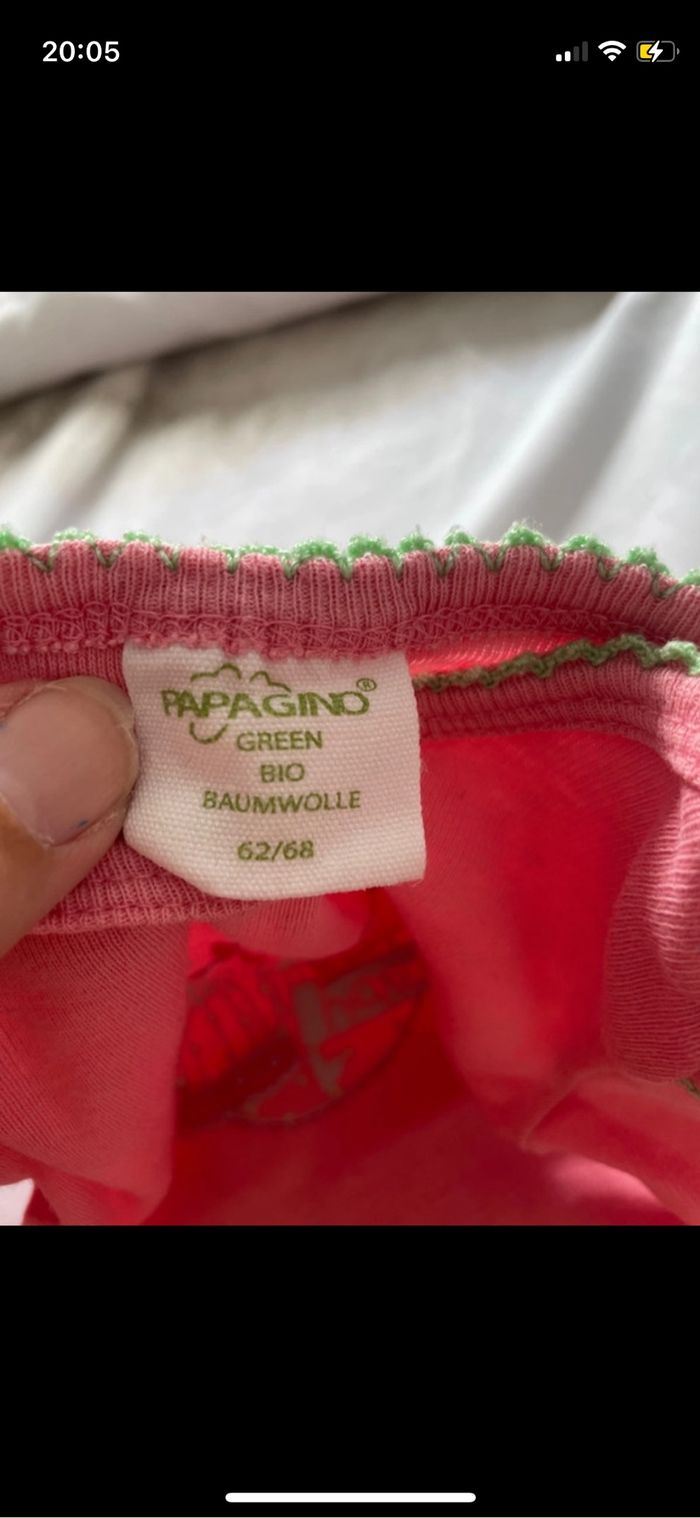 20:05
PAPAGINO®
GREEN
BIO
BAUMWOLLE
62/68